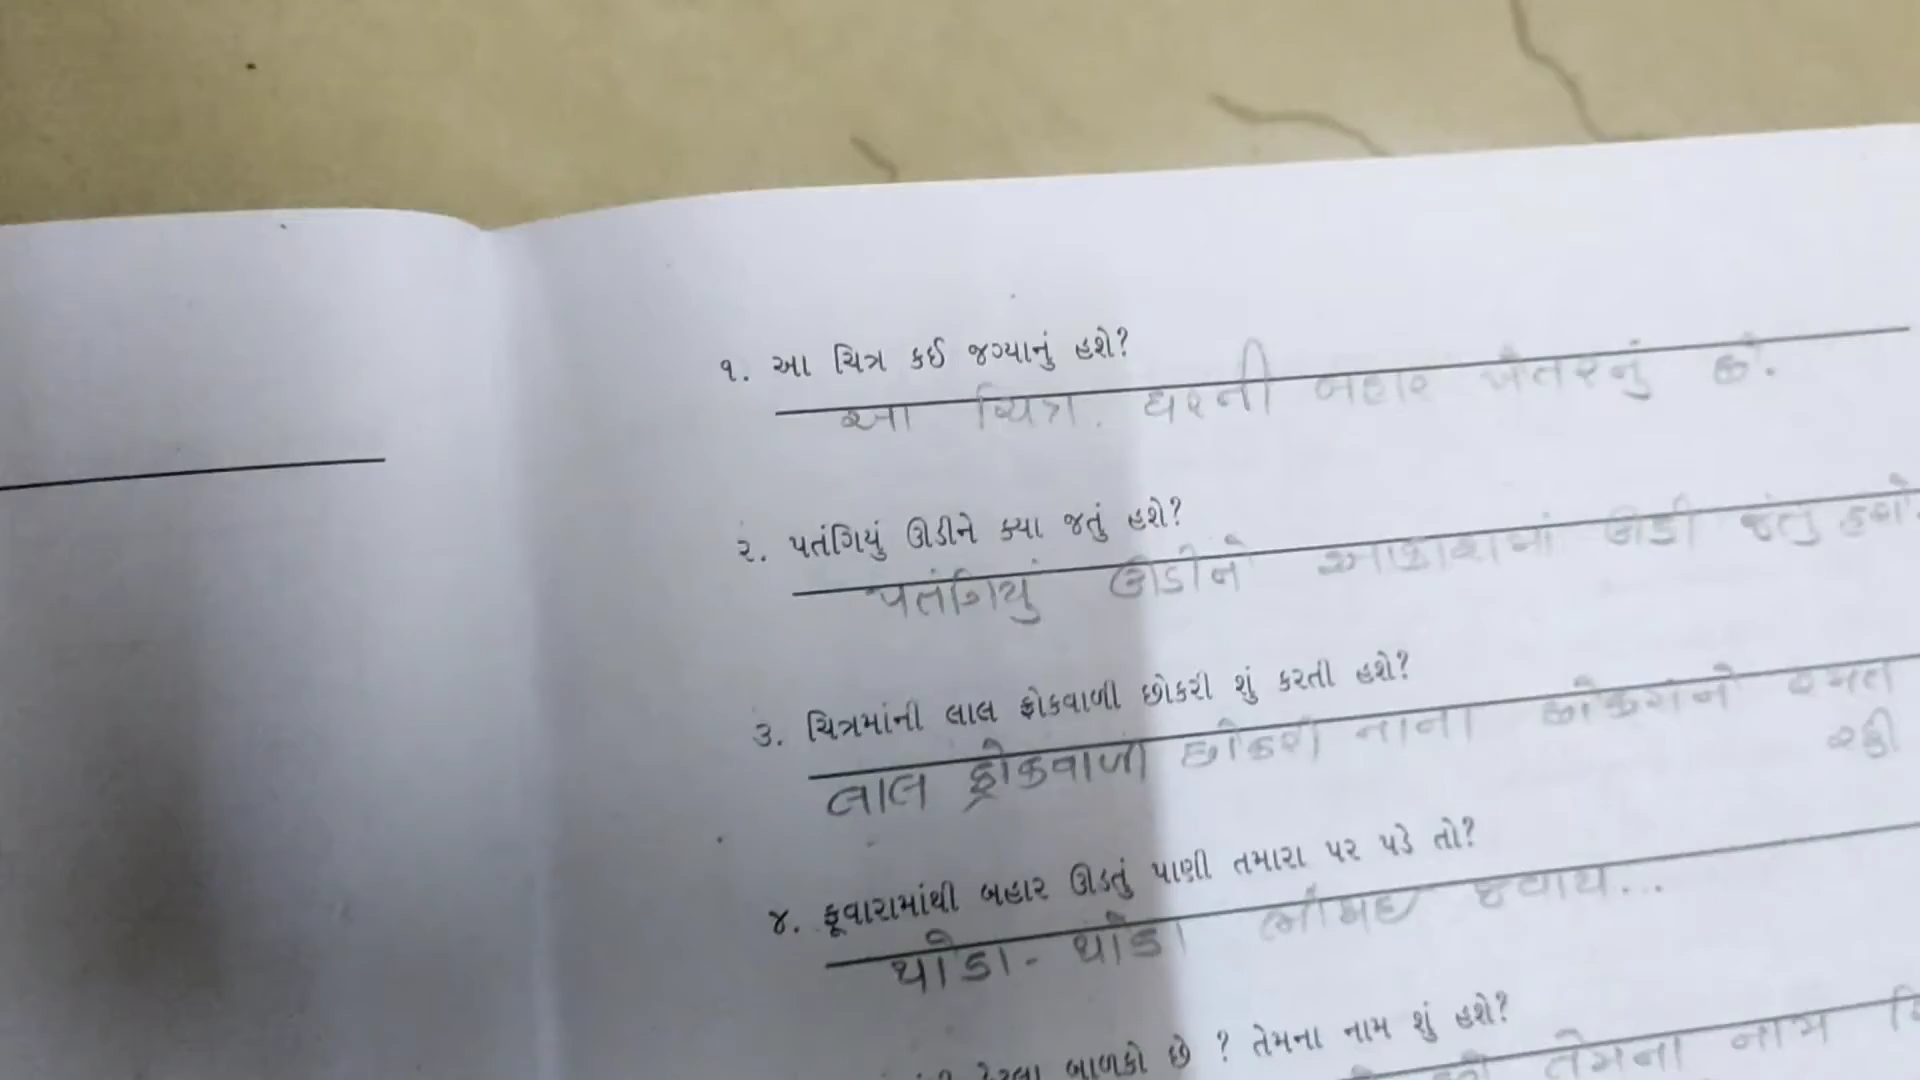 ૧. આ ચિત્ર કઈ જગ્યાનું હશે?
આ ચિત્ર. ઘરની બહાર ખેતરનું છે.
૨. પતંગિયું ઊડીને ક્યા જતું હશે?
પતંગિયું ઊડીને આકાશમાં ઊડી જતું હશે.
૩. ચિત્રમાંની લાલ ફ્રોકવાળી છોકરી શું કરતી હશે?
લાલ ફ્રોકવાળી છોકરી નાના છોકરાંને રમત
રહી
૪. ફૂવારામાંથી બહાર ઊડતું પાણી તમારા પર પડે તો?
થોડા - થોડા ભીંજાઇ જવાય...
કેટલા બાળકો છે ? તેમના નામ શું હશે?
તેમના નામ